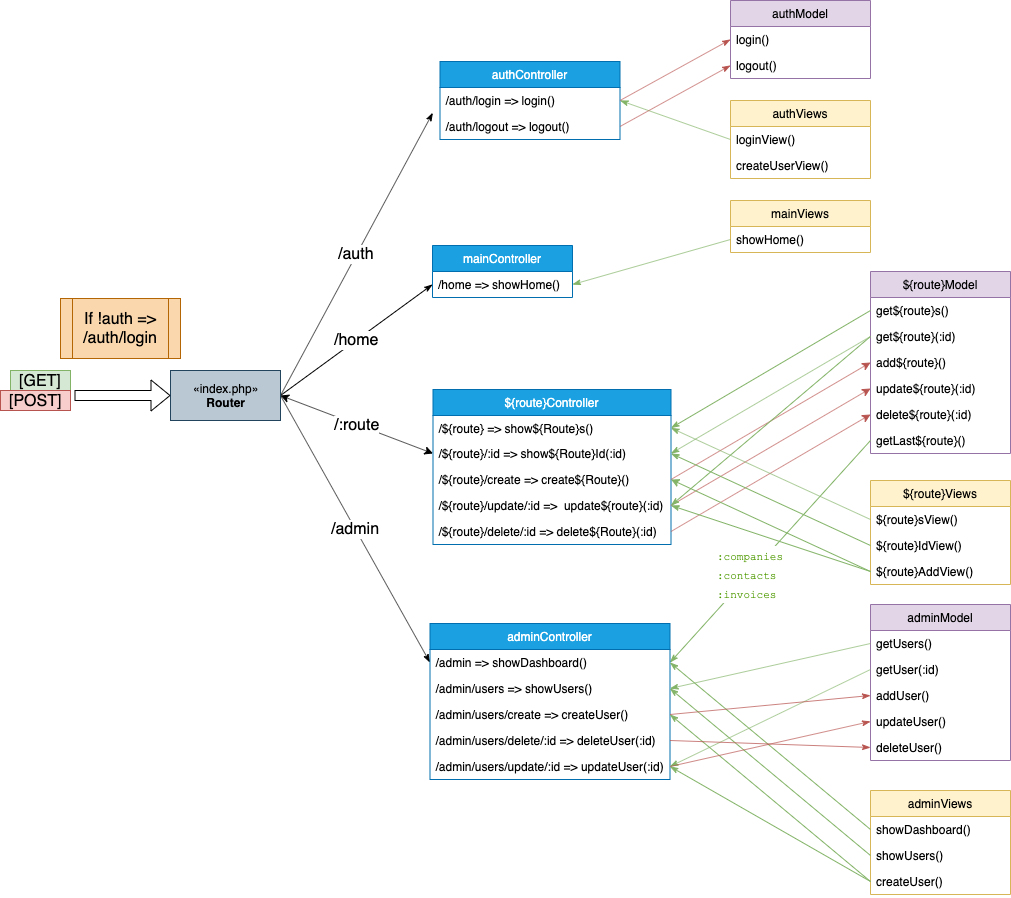 If !auth =>
/auth/login
[GET]
[POST]
«index.php»
Router
/auth
/home
/:route
/admin
authController
/auth/login => login()
/auth/logout => logout()
mainController
/home => showHome()
${route}Controller
/${route} => show${Route}s()
/${route}/:id => show${Route}Id(:id)
/${route}/create => create${Route}()
/${route}/update/:id =>  update${route}(:id)
/${route}/delete/:id => delete${Route}(:id)
:companies
:contacts
:invoices
adminController
/admin => showDashboard()
/admin/users => showUsers()
/admin/users/create => createUser()
/admin/users/delete/:id => deleteUser(:id)
/admin/users/update/:id => updateUser(:id)
authModel
login()
logout()
authViews
loginView()
createUserView()
mainViews
showHome()
${route}Model
get${route}s()
get${route}(:id)
add${route}()
update${route}(:id)
delete${route}(:id)
getLast${route}()
${route}Views
${route}sView()
${route}IdView()
${route}AddView()
adminModel
getUsers()
getUser(:id)
addUser()
updateUser()
deleteUser()
adminViews
showDashboard()
showUsers()
createUser()